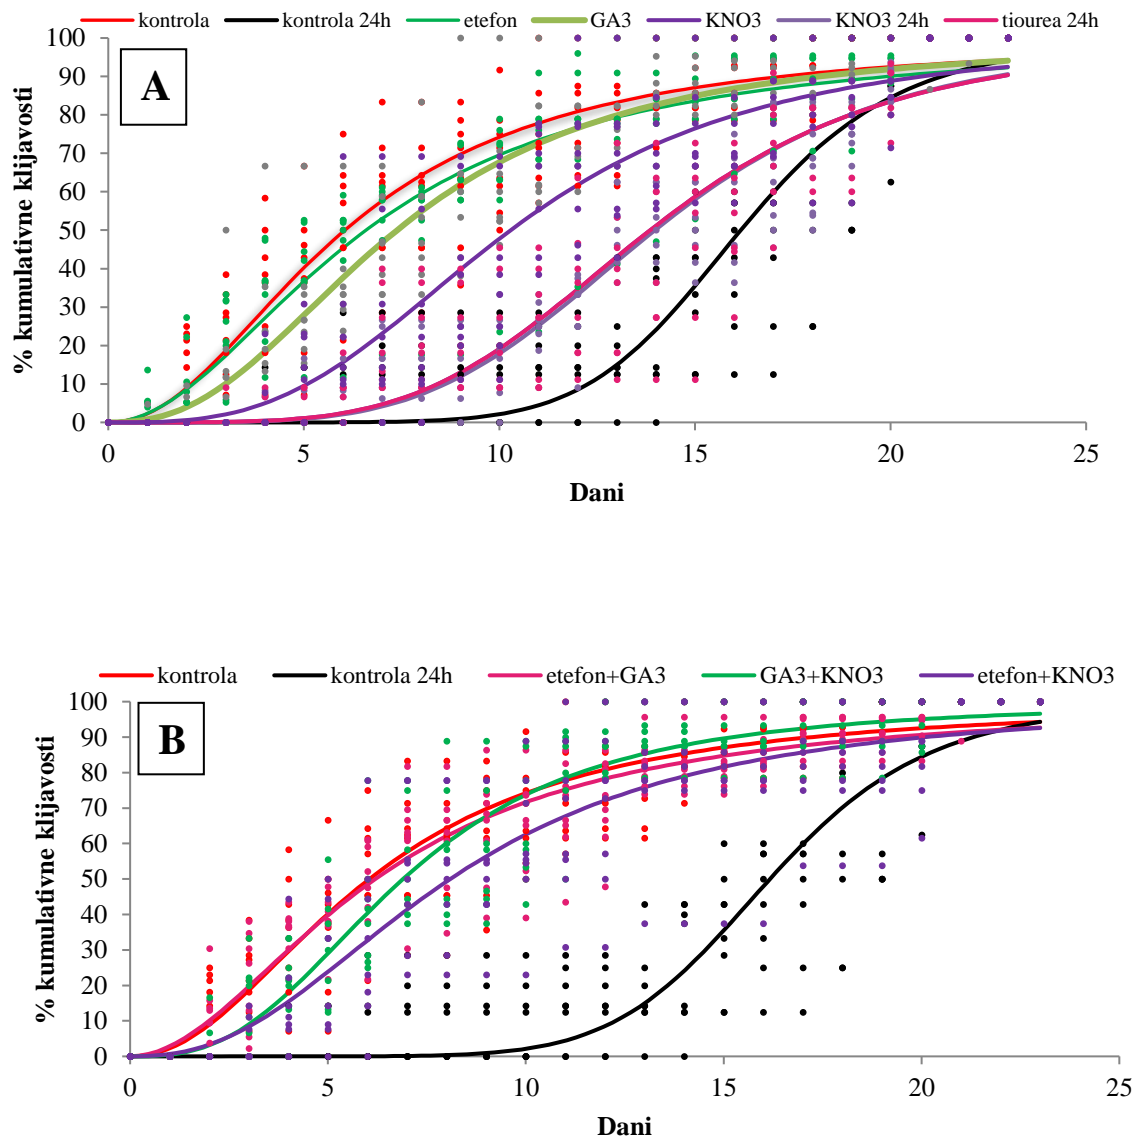 kontrola kontrola 24h etefon GA3 KNO3 KNO3 24h tiourea 24h
A
% kumulativne klijavosti
100
90
80
70
60
50
40
30
20
10
0
0 5 10 15 20 25
Dani
kontrola kontrola 24h etefon+GA3 GA3+KNO3 etefon+KNO3
B
% kumulativne klijavosti
100
90
80
70
60
50
40
30
20
10
0
0 5 10 15 20 25
Dani